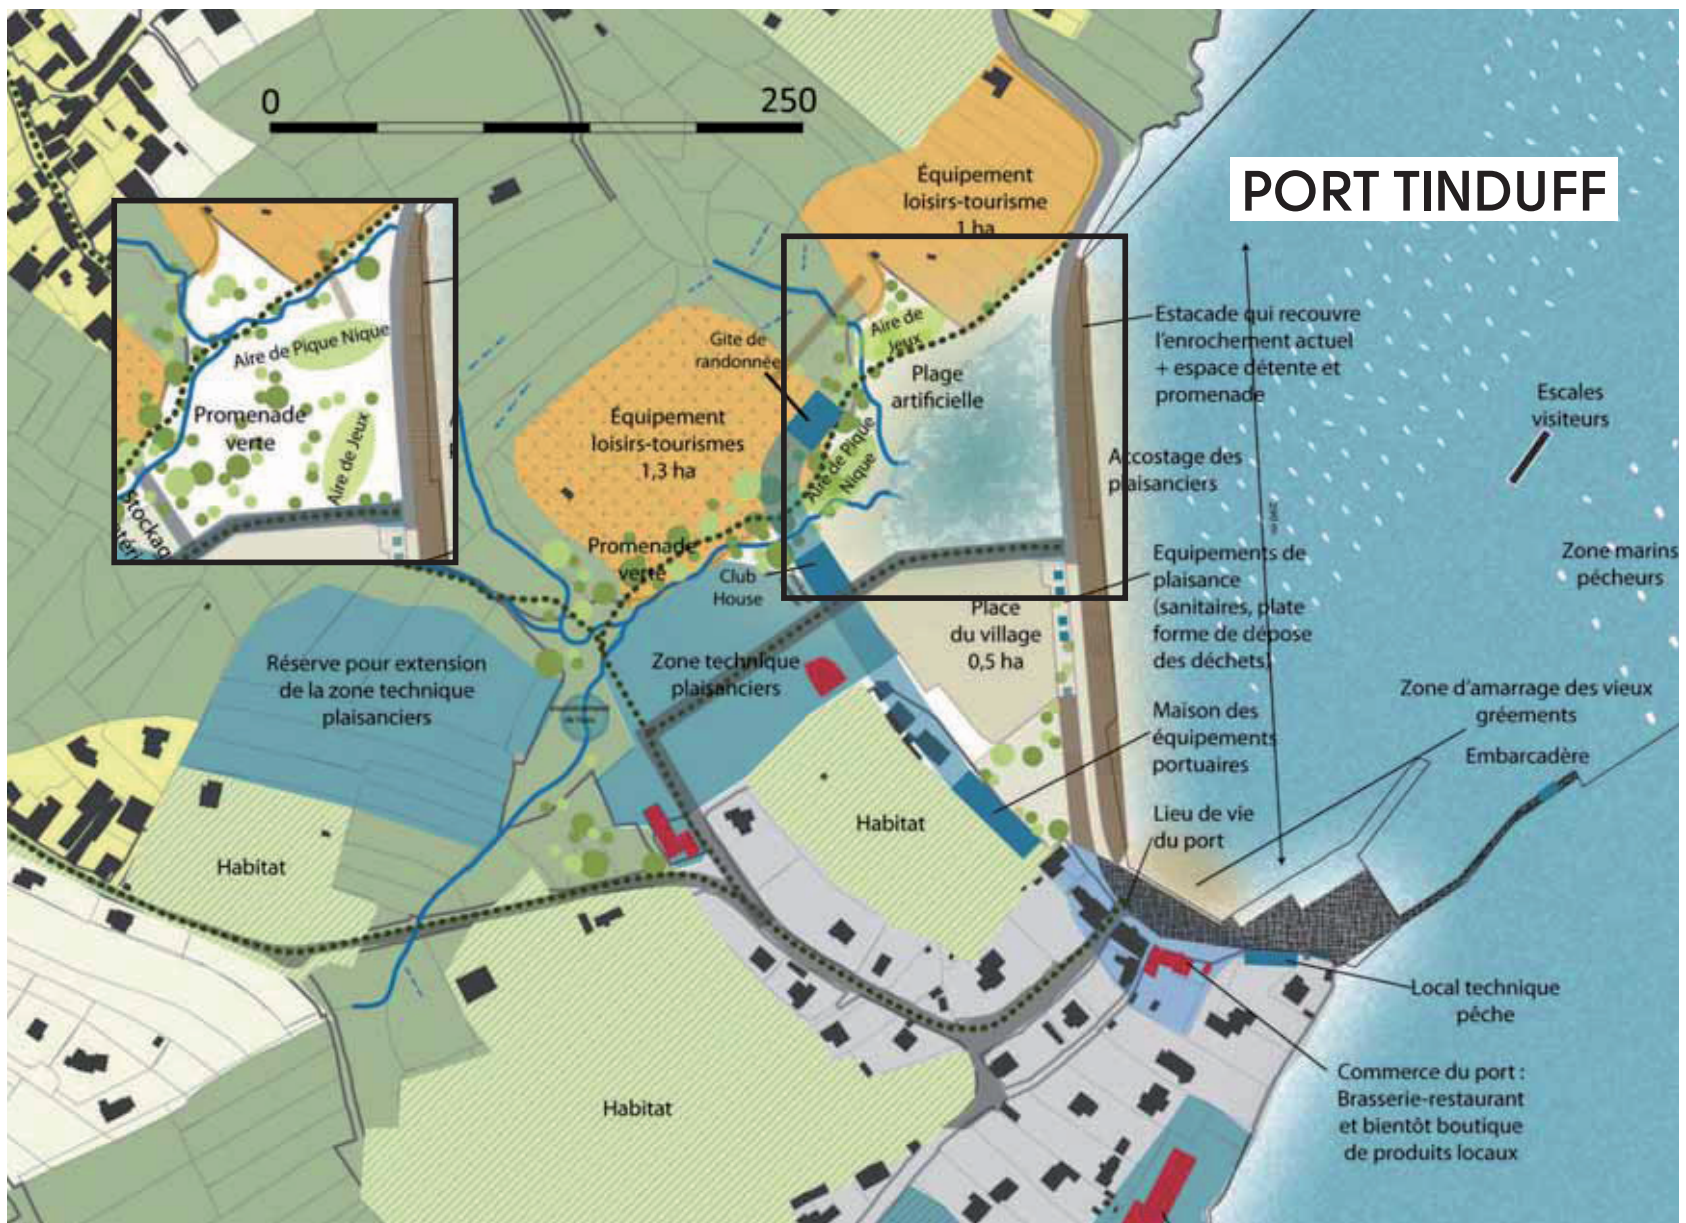 0
250
PORT TINDUFF
Équipement
loisirs-tourisme
1 ha
Aire de Pique Nique
Promenade
verte
Aire de Jeux
Stockage
Gite de
randonnée
Aire de
Jeux
Plage
artificielle
Équipement
loisirs-tourismes
1,3 ha
Aire de Pique
Nique
Promenade
verte
Club
House
Estacade qui recouvre
l'enrochement actuel
+ espace détente et
promenade
Escales
visiteurs
Accostage des
plaisanciers
Equipements de
plaisance
(sanitaires, plate
forme de dépose
des déchets)
Zone marins
pêcheurs
Place
du village
0,5 ha
Réserve pour extension
de la zone technique
plaisanciers
Zone technique
plaisanciers
Zone d'amarrage des vieux
gréements
Maison des
équipements
portuaires
Embarcadère
Lieu de vie
du port
Habitat
Habitat
Local technique
pêche
Habitat
Commerce du port :
Brasserie-restaurant
et bientôt boutique
de produits locaux